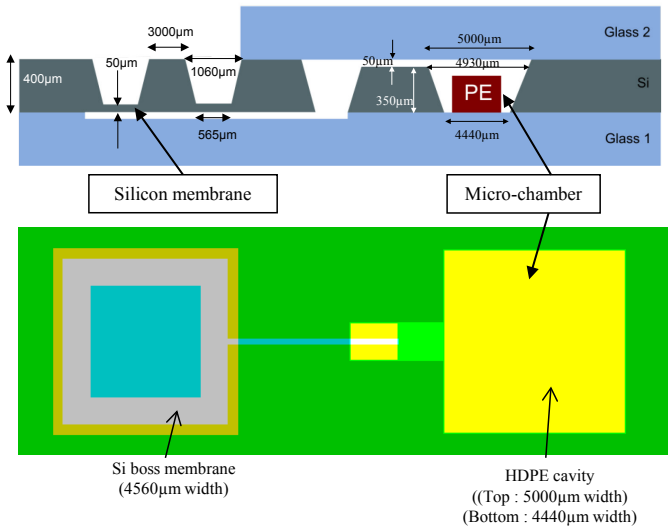 3000µm
5000µm
Glass 2
50µm
50µm
4930µm
400µm
1060µm
Si
PE
350µm
565µm
4440µm
Glass 1
Silicon membrane
Micro-chamber
Si boss membrane
(4560µm width)
HDPE cavity
((Top : 5000µm width)
(Bottom : 4440µm width)